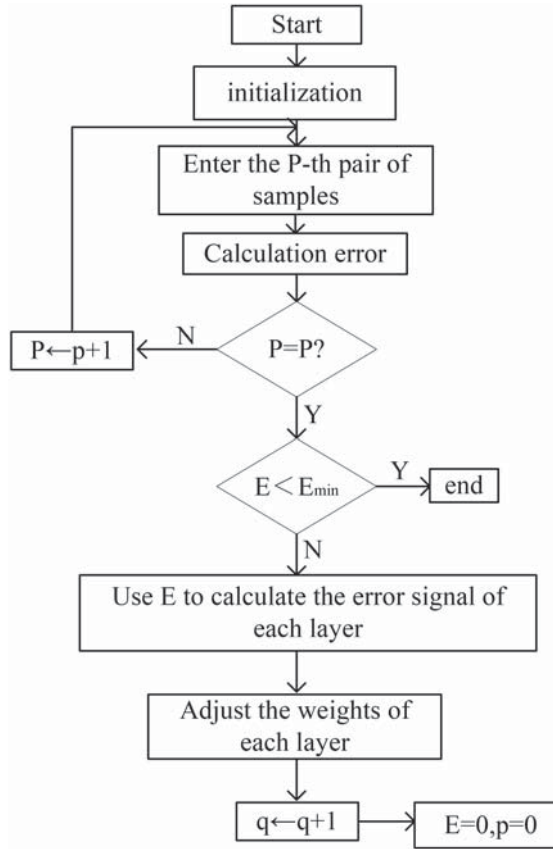 Start
initialization
Enter the P-th pair of
samples
Calculation error
P←p+1
N
P=P?
Y
E＜Emin
Y
end
N
Use E to calculate the error signal of
each layer
Adjust the weights of
each layer
q←q+1
E=0,p=0